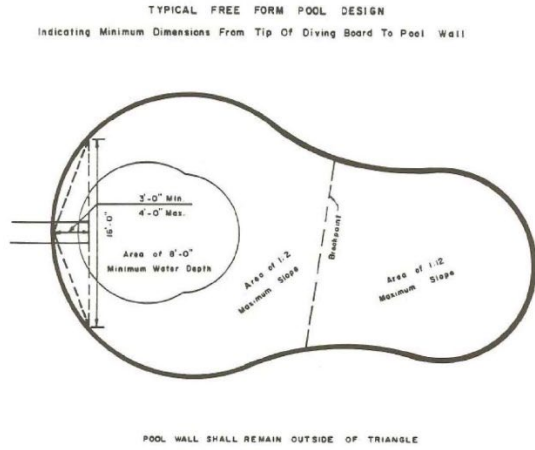 TYPICAL FREE FORM POOL DESIGN
Indicating Minimum Dimensions From Tip Of Diving Board To Pool Wall
3'-0" Min.
4'-0" Max.
16'-0"
Area of 8'-0"
Minimum Water Depth
Area of 1:2
Maximum Slope
Breakpoint
Area of 1:12
Maximum Slope
POOL WALL SHALL REMAIN OUTSIDE OF TRIANGLE